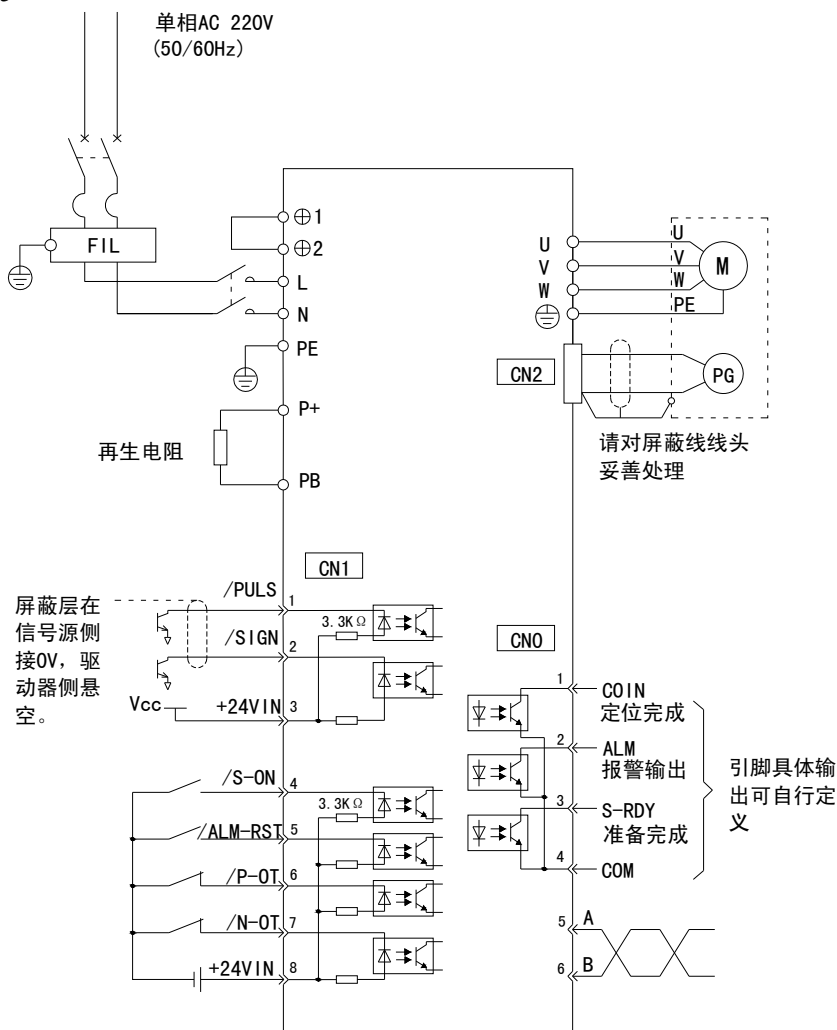 单相AC 220V
(50/60Hz)
FIL
⊕1
⊕2
L
N
PE
P+
再生电阻
PB
U
V
W
U
V
W
PE
M
CN2
PG
请对屏蔽线线头
妥善处理
CN1
屏蔽层在
信号源侧
接0V，驱
动器侧悬
空。
/PULS
1
3.3KΩ
/SIGN
2
Vcc
+24VIN
3
/S-ON
4
3.3KΩ
/ALM-RST
5
/P-OT
6
/N-OT
7
+24VIN
8
CN0
1
COIN
定位完成
2
ALM
报警输出
3
S-RDY
准备完成
4
COM
引脚具体输
出可自行定
义
5
A
6
B